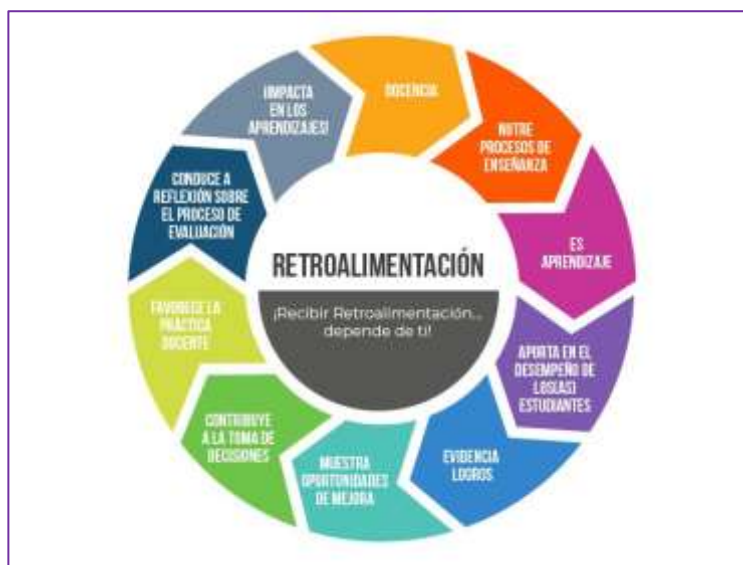 RETROALIMENTACIÓN
¡Recibir Retroalimentación...
depende de ti!
DOCENCIA
NUTRE
PROCESOS DE
ENSEÑANZA
ES
APRENDIZAJE
APORTA EN EL
DESEMPEÑO DE
LOS(AS)
ESTUDIANTES
EVIDENCIA
LOGROS
MUESTRA
OPORTUNIDADES
DE MEJORA
CONTRIBUYE
A LA TOMA DE
DECISIONES
FAVORECE LA
PRÁCTICA
DOCENTE
CONDUCE A
REFLEXIÓN SOBRE
EL PROCESO DE
EVALUACIÓN
¡IMPACTA
EN LOS
APRENDIZAJES!